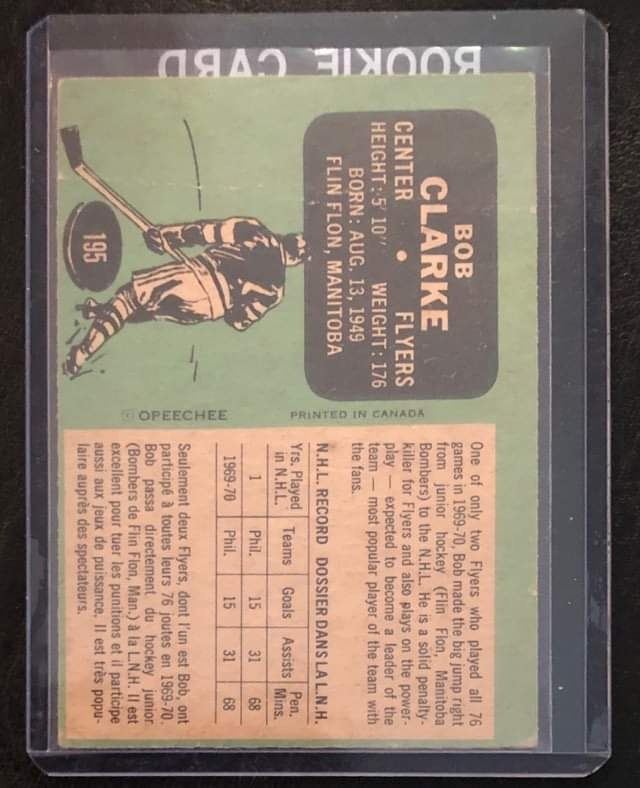 ROOKIE CARD
BOB
CLARKE
CENTER • FLYERS
HEIGHT: 5' 10" WEIGHT: 176
BORN: AUG. 13, 1949
FLIN FLON, MANITOBA
195
© OPEECHEE
PRINTED IN CANADA
One of only two Flyers who played all 76
games in 1969-70, Bob made the big jump right
from junior hockey (Flin Flon, Manitoba
Bombers) to the N.H.L. He is a solid penalty-
killer for Flyers and also plays on the power-
play — expected to become a leader of the
team — most popular player of the team with
the fans.
N.H.L. RECORD DOSSIER DANS LA L.N.H.
Yrs. Played in N.H.L. Teams Goals Assists Pen. Mins.
1 Phil. 15 31 68
1969-70 Phil. 15 31 68
Seulement deux Flyers, dont l'un est Bob, ont
participé à toutes leurs 76 joutes en 1969-70.
Bob passa directement du hockey junior
(Bombers de Flin Flon, Man.) à la L.N.H. Il est
excellent pour tuer les punitions et il participe
aussi aux jeux de puissance. Il est très popu-
laire auprès des spectateurs.